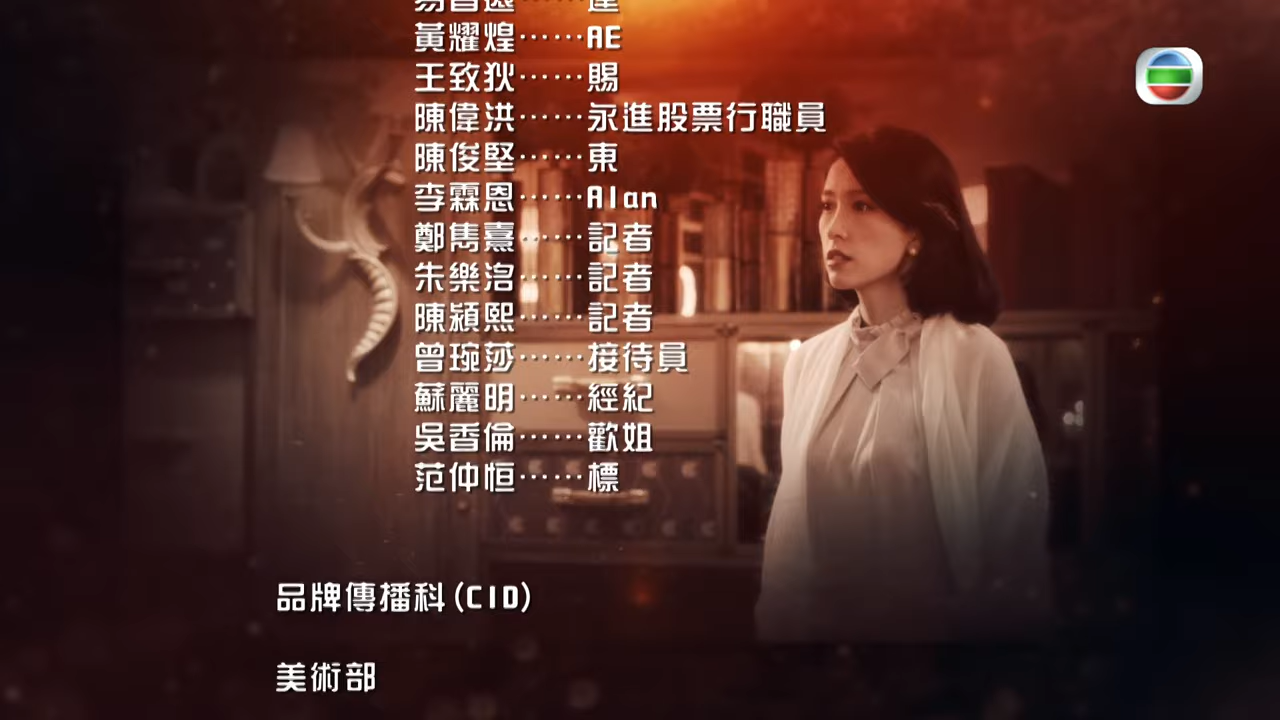 黃耀煌⋯⋯AE
王致狄⋯⋯賜
陳偉洪⋯⋯永進股票行職員
陳俊堅⋯⋯東
李霖恩⋯⋯Alan
鄭雋熹⋯⋯記者
朱樂洺⋯⋯記者
陳潁熙⋯⋯記者
曾琬莎⋯⋯接待員
蘇麗明⋯⋯經紀
吳香倫⋯⋯歡姐
范仲恒⋯⋯標
品牌傳播科(CID)
美術部